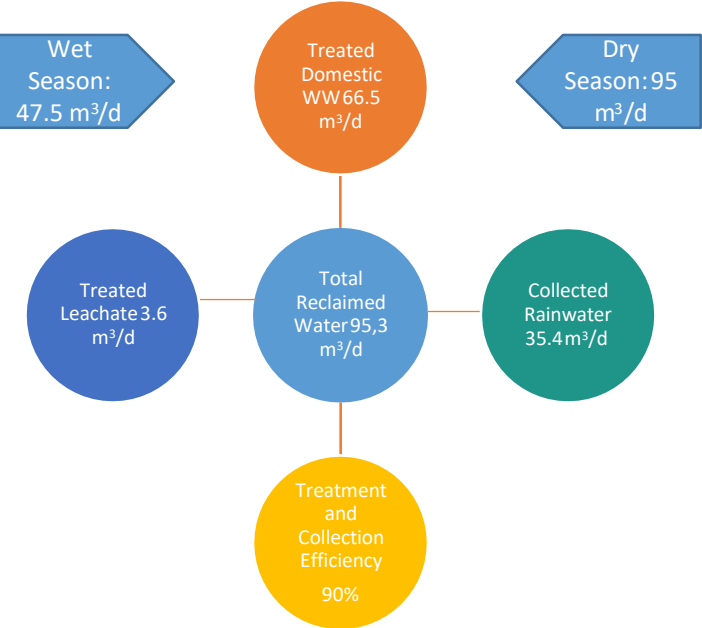 Wet
Season:
47.5 m³/d
Treated
Domestic
WW 66.5
m³/d
Dry
Season: 95
m³/d
Treated
Leachate 3.6
m³/d
Total
Reclaimed
Water 95,3
m³/d
Collected
Rainwater
35.4 m³/d
Treatment
and
Collection
Efficiency
90%